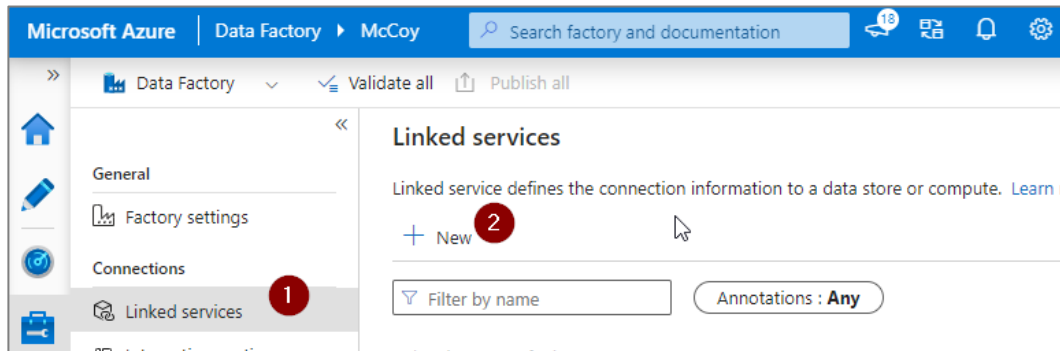 Microsoft Azure Data Factory McCoy Search factory and documentation 18
Data Factory Validate all Publish all
General
Factory settings
Connections
Linked services 1
Linked services
Linked service defines the connection information to a data store or compute. Learn
New 2
Filter by name Annotations : Any